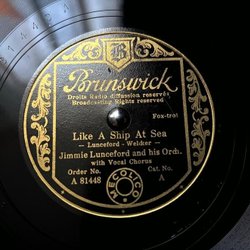 B
Brunswick
Droits Radio diffusion reservés
Broadcasting Rights reserved
Fox-trot
Like A Ship At Sea
- Lunceford - Welcker -
Jimmie Lunceford and his Orch.
with Vocal Chorus
Order No.
Cat. No.
A 81448
A
MECOLICO